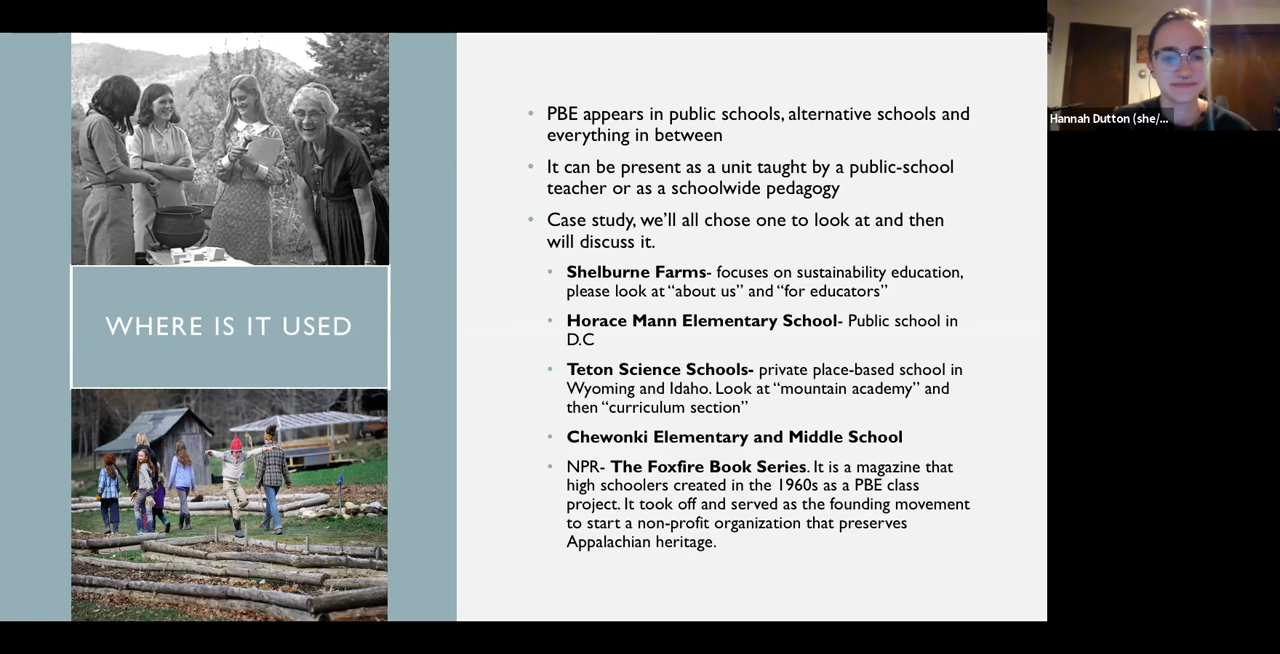 WHERE IS IT USED
PBE appears in public schools, alternative schools and
everything in between
It can be present as a unit taught by a public-school
teacher or as a schoolwide pedagogy
Case study, we’ll all chose one to look at and then
will discuss it.
Shelburne Farms- focuses on sustainability education,
please look at “about us” and “for educators”
Horace Mann Elementary School- Public school in
D.C
Teton Science Schools- private place-based school in
Wyoming and Idaho. Look at “mountain academy” and
then “curriculum section”
Chewonki Elementary and Middle School
NPR- The Foxfire Book Series. It is a magazine that
high schoolers created in the 1960s as a PBE class
project. It took off and served as the founding movement
to start a non-profit organization that preserves
Appalachian heritage.
Hannah Dutton (she/...